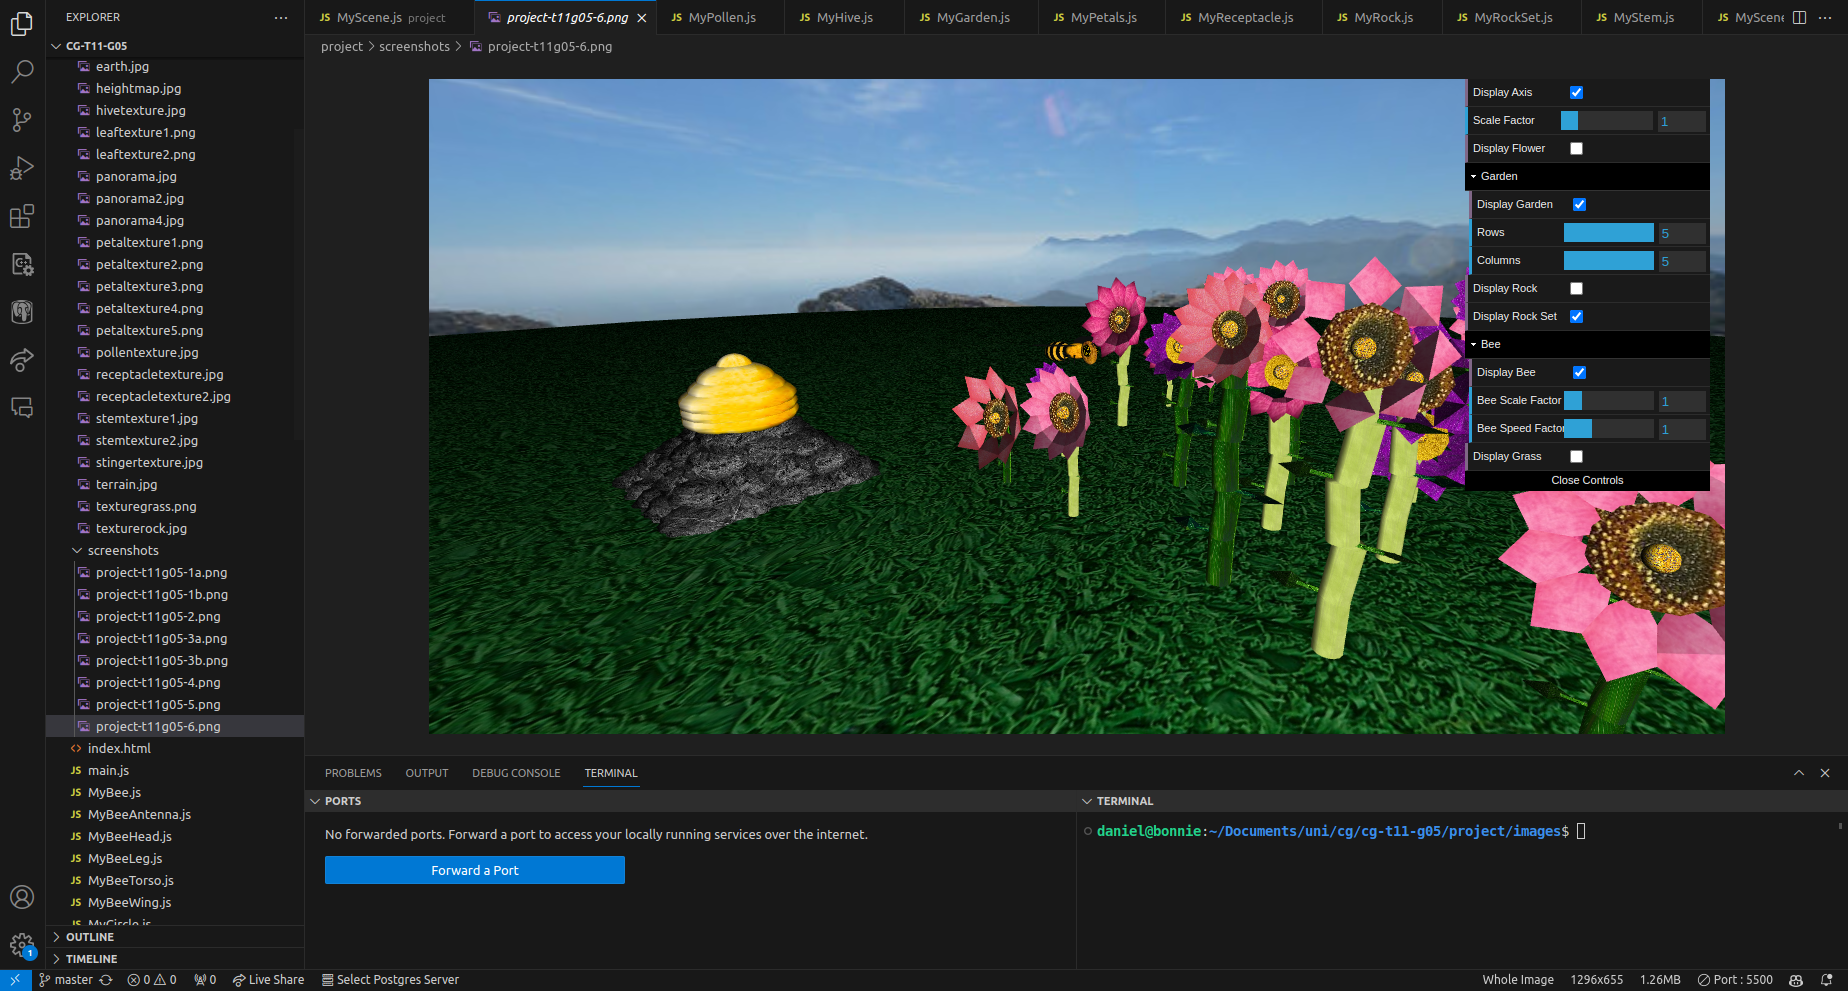 EXPLORER
CG-T11-G05
earth.jpg
heightmap.jpg
hivetexture.jpg
leaftexture1.png
leaftexture2.png
panorama.jpg
panorama2.jpg
panorama4.jpg
petaltexture1.png
petaltexture2.png
petaltexture3.png
petaltexture4.png
petaltexture5.png
pollentexture.jpg
receptacletexture.jpg
receptacletexture2.jpg
stemtexture1.jpg
stemtexture2.jpg
stingertexture.jpg
terrain.jpg
texturegrass.png
texturerock.jpg
screenshots
project-t11g05-1a.png
project-t11g05-1b.png
project-t11g05-2.png
project-t11g05-3a.png
project-t11g05-3b.png
project-t11g05-4.png
project-t11g05-5.png
project-t11g05-6.png
index.html
JS main.js
JS MyBee.js
JS MyBeeAntenna.js
JS MyBeeHead.js
JS MyBeeLeg.js
JS MyBeeTorso.js
JS MyBeeWing.js
JS MyCircle.js
OUTLINE
TIMELINE
JS MyScene.js project
project-t11g05-6.png
JS MyPollen.js
JS MyHive.js
JS MyGarden.js
JS MyPetals.js
JS MyReceptacle.js
JS MyRock.js
JS MyRockSet.js
JS MyStem.js
JS MyScene
project > screenshots > project-t11g05-6.png
Display Axis
Scale Factor 1
Display Flower
Garden
Display Garden
Rows 5
Columns 5
Display Rock
Display Rock Set
Bee
Display Bee
Bee Scale Factor 1
Bee Speed Factor 1
Display Grass
Close Controls
PROBLEMS OUTPUT DEBUG CONSOLE TERMINAL
PORTS
No forwarded ports. Forward a port to access your locally running services over the internet.
Forward a Port
TERMINAL
daniel@bonnie:~/Documents/uni/cg/cg-t11-g05/project/images$
1
master 0 0 0 Live Share Select Postgres Server
Whole Image 1296x655 1.26MB Port : 5500